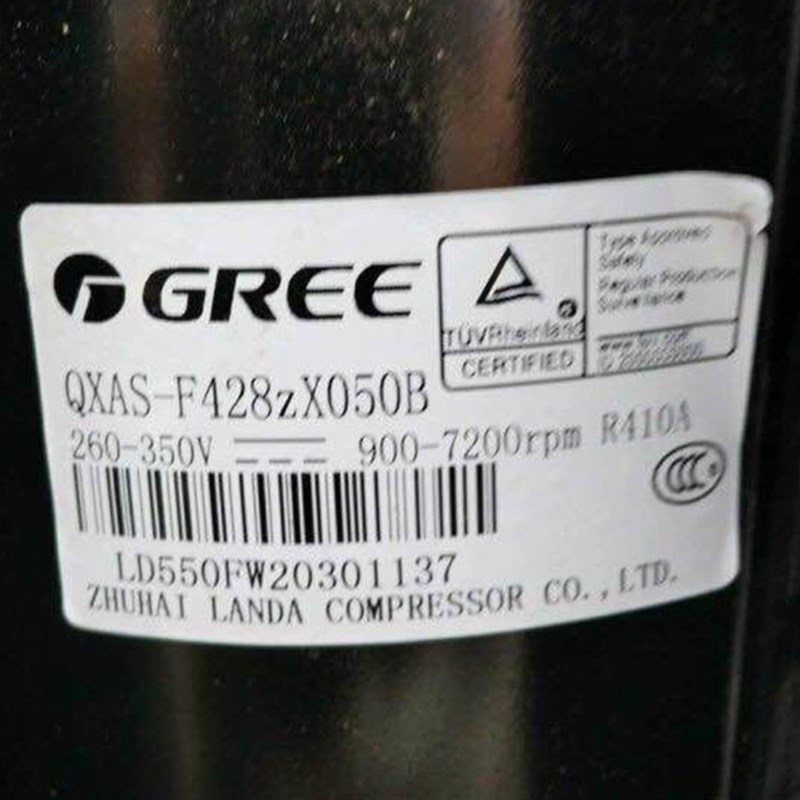 GREE
TÜVRheinland
CERTIFIED
Type Approved
Safety
Regular Production
Surveillance
QXAS-F428zX050B
260-350V 900-7200rpm R410A
CCC S
LD550FW20301137
ZHUHAI LANDA COMPRESSOR CO., LTD.